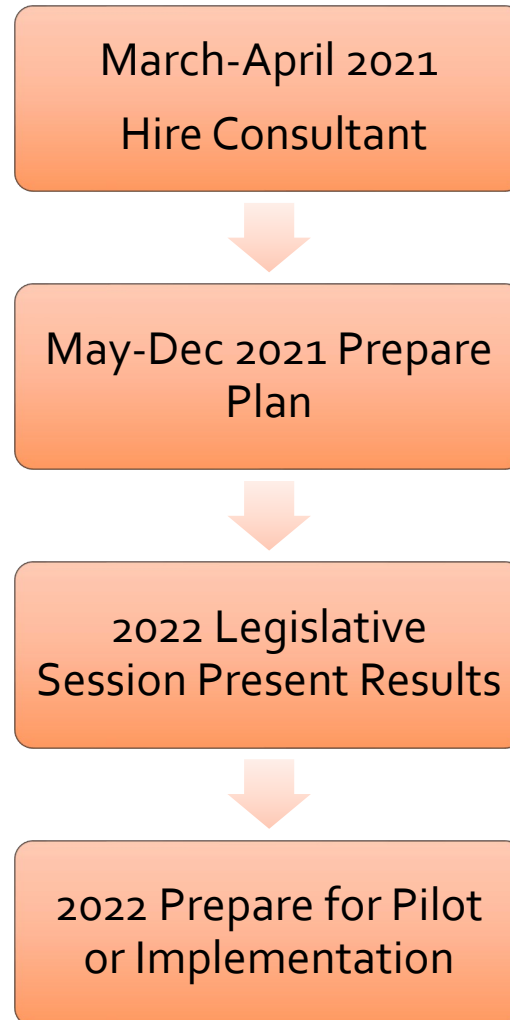 March-April 2021
Hire Consultant
May-Dec 2021 Prepare
Plan
2022 Legislative
Session Present Results
2022 Prepare for Pilot
or Implementation